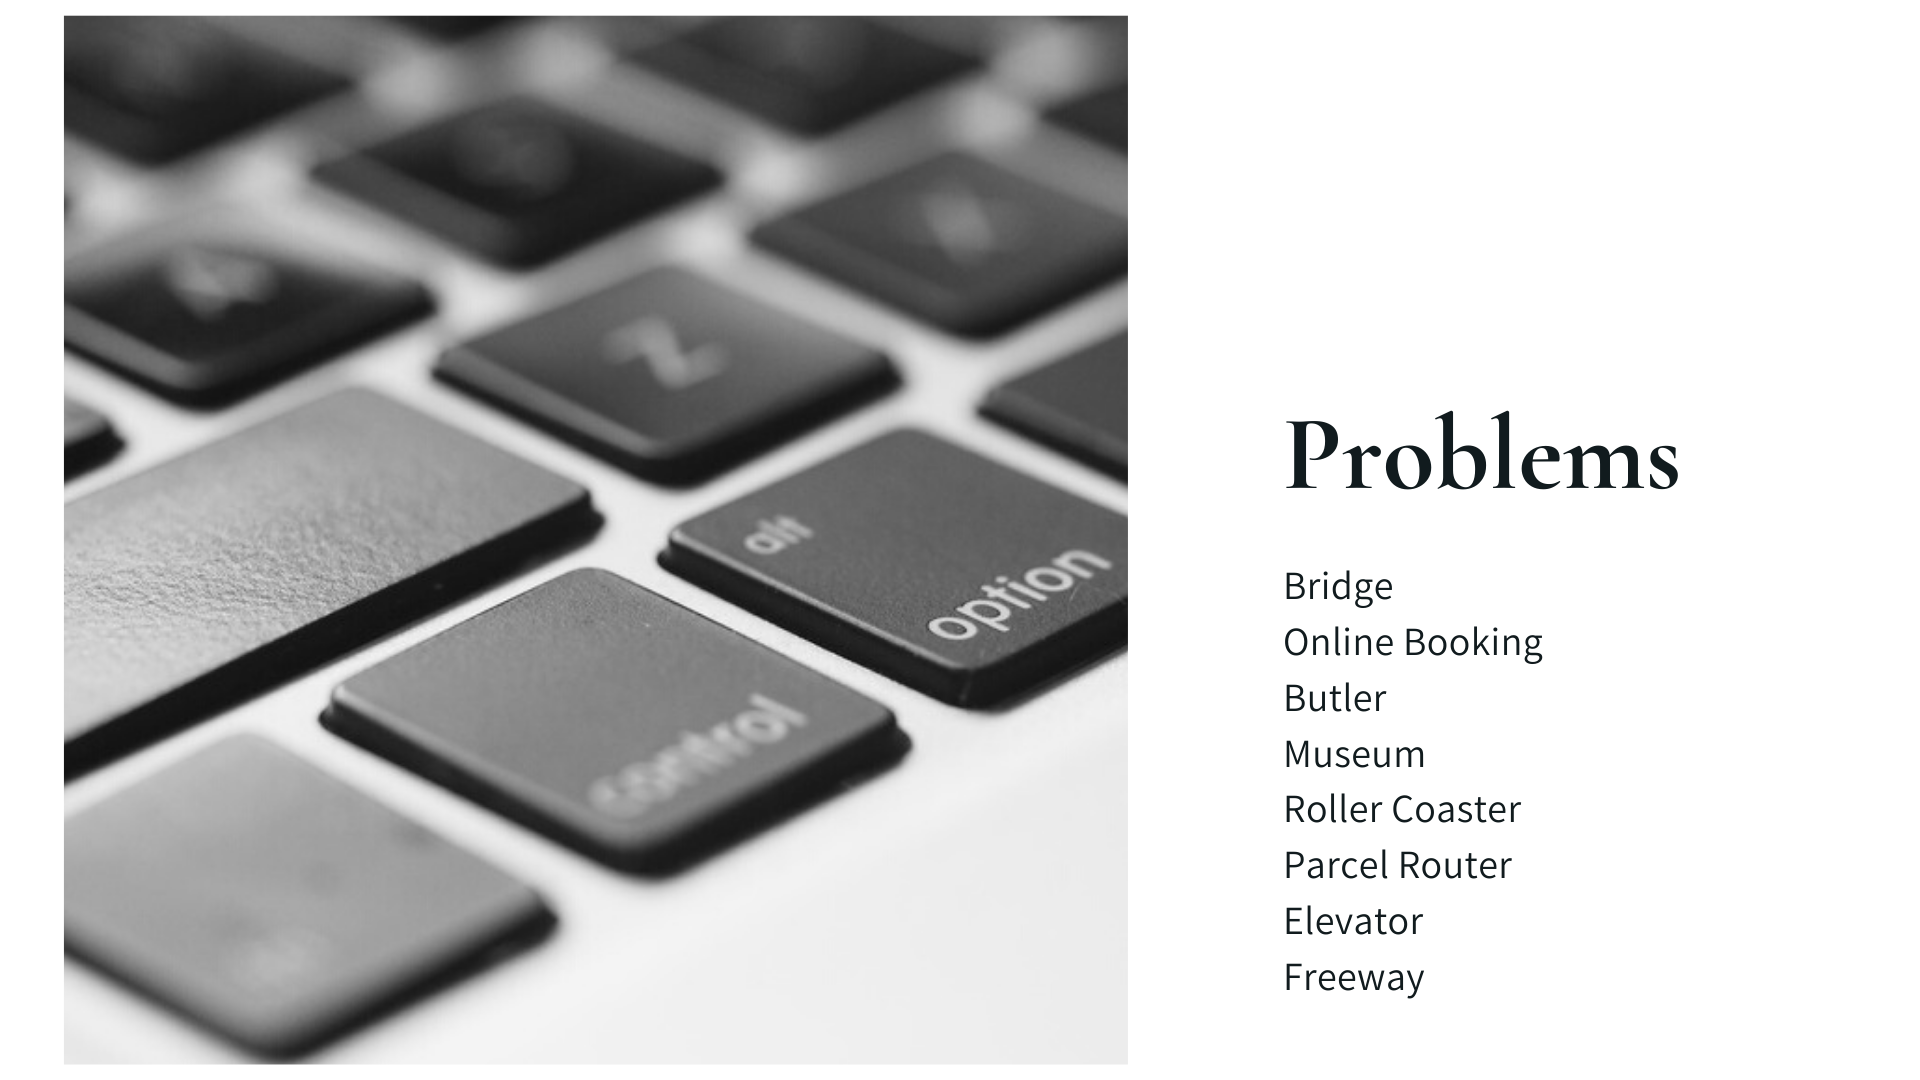 A
Z
X
alt
option
control
Problems
Bridge
Online Booking
Butler
Museum
Roller Coaster
Parcel Router
Elevator
Freeway